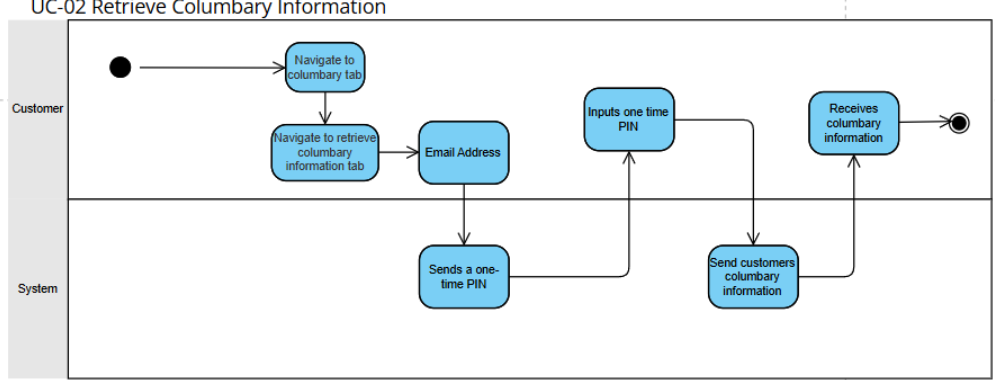 UC-02 Retrieve Columbary Information
Customer
Navigate to
columbary tab
Navigate to retrieve
columbary
information tab
Email Address
Inputs one time
PIN
Receives
columbary
information
System
Sends a one-
time PIN
Send customers
columbary
information